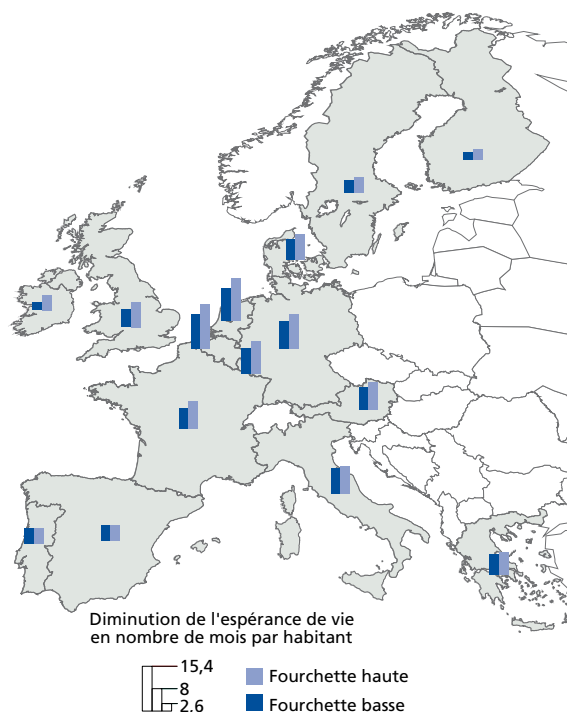 Diminution de l'espérance de vie
en nombre de mois par habitant
15,4
8
2,6
Fourchette haute
Fourchette basse